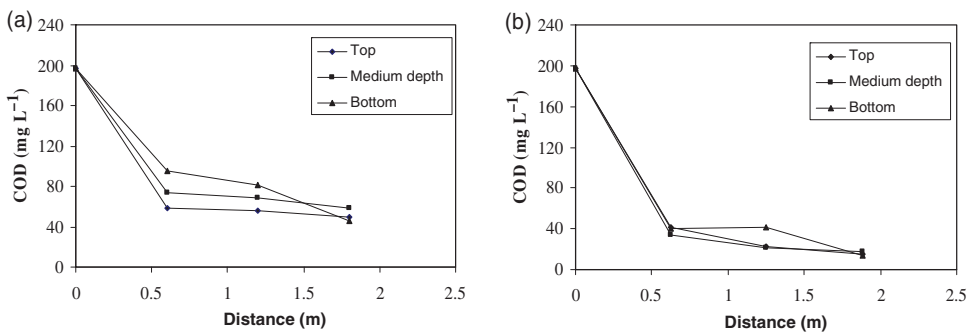 (a)
240
200
160
120
80
40
0
COD (mg L⁻¹)
0 0.5 1 1.5 2 2.5
Distance (m)
Top
Medium depth
Bottom
(b)
240
200
160
120
80
40
0
COD (mg L⁻¹)
0 0.5 1 1.5 2 2.5
Distance (m)
Top
Medium depth
Bottom